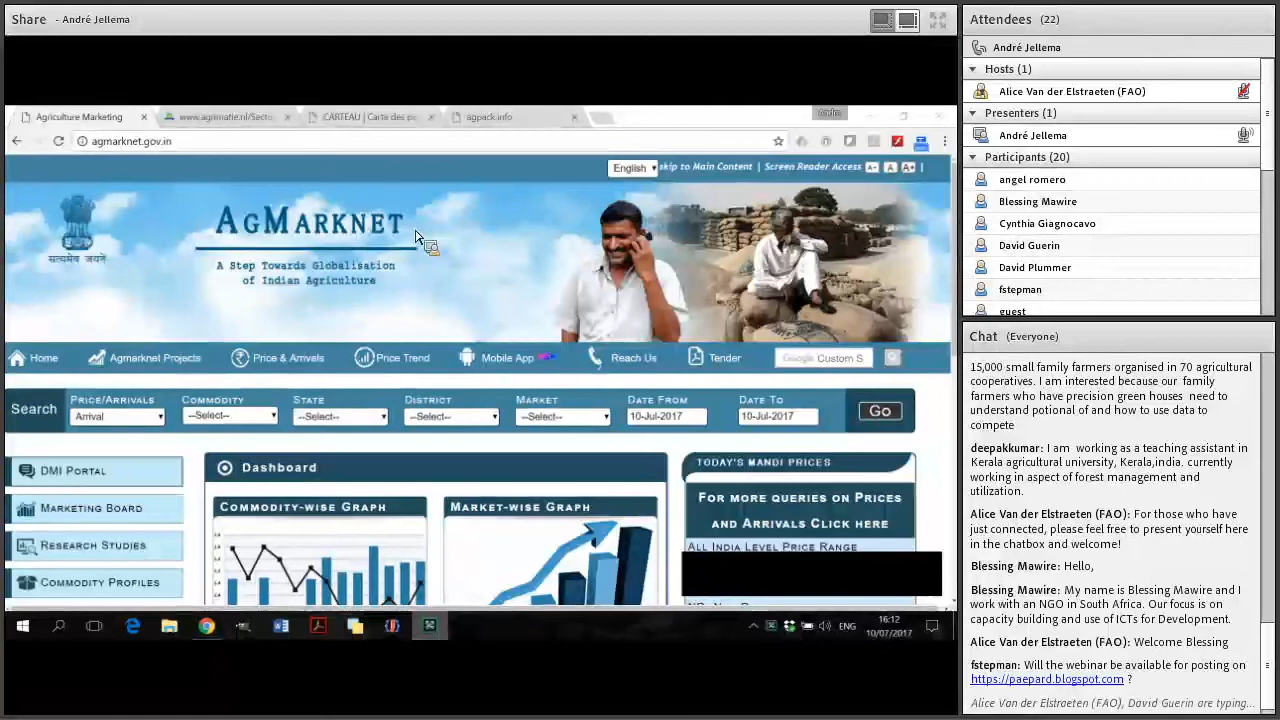 Share - André Jellema
Agriculture Marketing
www.agrimatie.nl/Sect
CARTEAU | Carte des pc
agpack.info
agmarknet.gov.in
English
skip to Main Content | Screen Reader Access A- A A+ |
AgMarknet
A Step Towards Globalisation
of Indian Agriculture
सत्यमेव जयते
Home
Agmarknet Projects
Price & Arrivals
Price Trend
Mobile App
Reach Us
Tender
Google Custom S
Search
Price/Arrivals
Commodity
State
District
Market
Date From
Date To
Arrival
--Select--
--Select--
--Select--
--Select--
10-Jul-2017
10-Jul-2017
Go
DMI Portal
Marketing Board
Research Studies
Commodity Profiles
Dashboard
Commodity-wise Graph
Market-wise Graph
Today's Mandi Prices
For more queries on Prices
and Arrivals Click here
All India Level Price Range
ENG
16:12
10/07/2017
Attendees (22)
André Jellema
Hosts (1)
Alice Van der Elstraeten (FAO)
Presenters (1)
André Jellema
Participants (20)
angel romero
Blessing Mawire
Cynthia Giagnocavo
David Guerin
David Plummer
fstepman
guest
Chat (Everyone)
15,000 small family farmers organised in 70 agricultural
cooperatives. I am interested because our family
farmers who have precision green houses need to
understand potional of and how to use data to
compete
deepakkumar: I am working as a teaching assistant in
Kerala agricultural university, Kerala,india. currently
working in aspect of forest management and
utilization.
Alice Van der Elstraeten (FAO): For those who have
just connected, please feel free to present yourself here
in the chatbox and welcome!
Blessing Mawire: Hello,
Blessing Mawire: My name is Blessing Mawire and I
work with an NGO in South Africa. Our focus is on
capacity building and use of ICTs for Development.
Alice Van der Elstraeten (FAO): Welcome Blessing
fstepman: Will the webinar be available for posting on
https://paepard.blogspot.com ?
Alice Van der Elstraeten (FAO), David Guerin are typing...